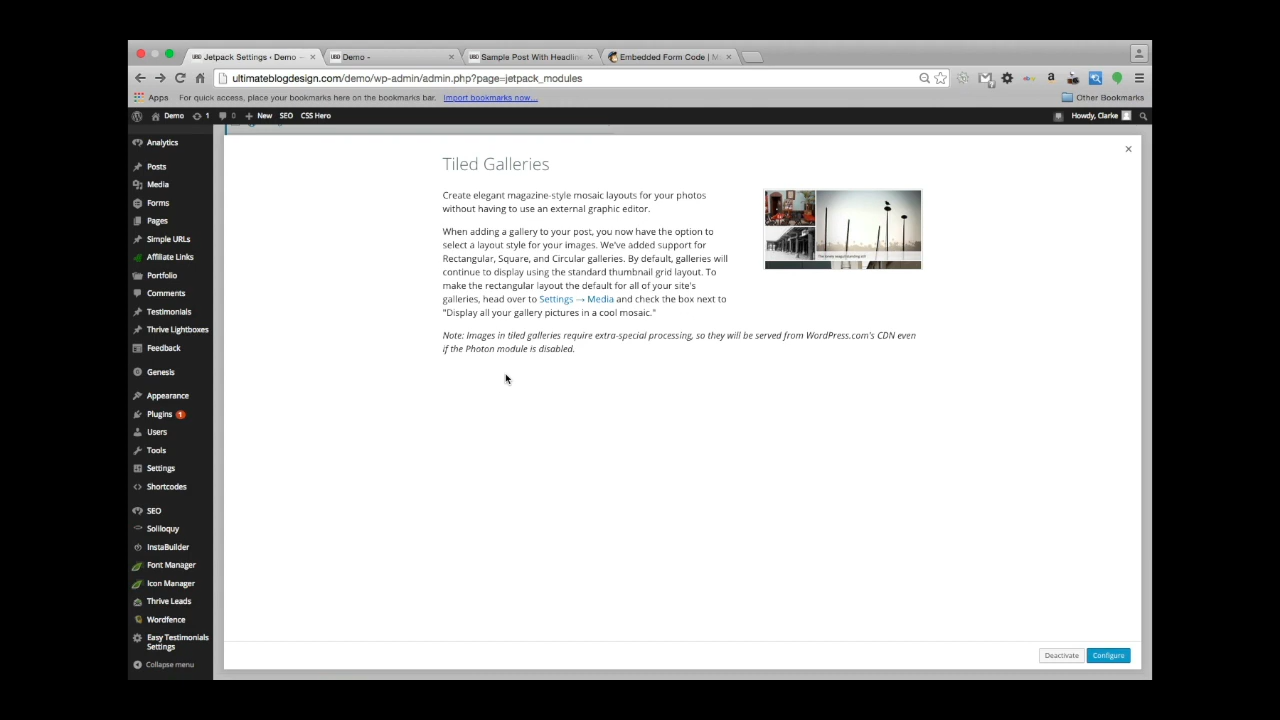 Jetpack Settings ‹ Demo
Demo -
Sample Post With Headlin
Embedded Form Code | M
ultimateblogdesign.com/demo/wp-admin/admin.php?page=jetpack_modules
Apps For quick access, place your bookmarks here on the bookmarks bar. Import bookmarks now... Other Bookmarks
Demo 1 0 New SEO CSS Hero Howdy, Clarke
Analytics
Posts
Media
Forms
Pages
Simple URLs
Affiliate Links
Portfolio
Comments
Testimonials
Thrive Lightboxes
Feedback
Genesis
Appearance
Plugins 1
Users
Tools
Settings
Shortcodes
SEO
Soliloquy
InstaBuilder
Font Manager
Icon Manager
Thrive Leads
Wordfence
Easy Testimonials
Settings
Collapse menu
Tiled Galleries
Create elegant magazine-style mosaic layouts for your photos
without having to use an external graphic editor.
When adding a gallery to your post, you now have the option to
select a layout style for your images. We've added support for
Rectangular, Square, and Circular galleries. By default, galleries will
continue to display using the standard thumbnail grid layout. To
make the rectangular layout the default for all of your site's
galleries, head over to Settings → Media and check the box next to
"Display all your gallery pictures in a cool mosaic."
Note: Images in tiled galleries require extra-special processing, so they will be served from WordPress.com's CDN even
if the Photon module is disabled.
Deactivate Configure